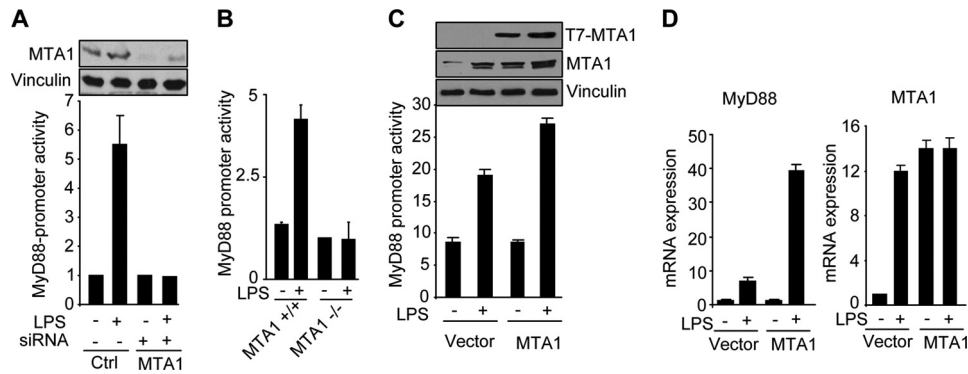 A
MTA1
Vinculin
MyD88-promoter activity
7
6
5
4
3
2
1
0
LPS - + - +
siRNA - - + +
Ctrl MTA1
B
MyD88 promoter activity
5
2.5
0
LPS - + - +
MTA1 +/+ MTA1 -/-
C
T7-MTA1
MTA1
Vinculin
MyD88 promoter activity
30
25
20
15
10
5
0
LPS - + - +
Vector MTA1
D
MyD88
mRNA expression
50
40
30
20
10
0
LPS - + - +
Vector MTA1
MTA1
mRNA expression
16
12
8
4
0
LPS - + - +
Vector MTA1